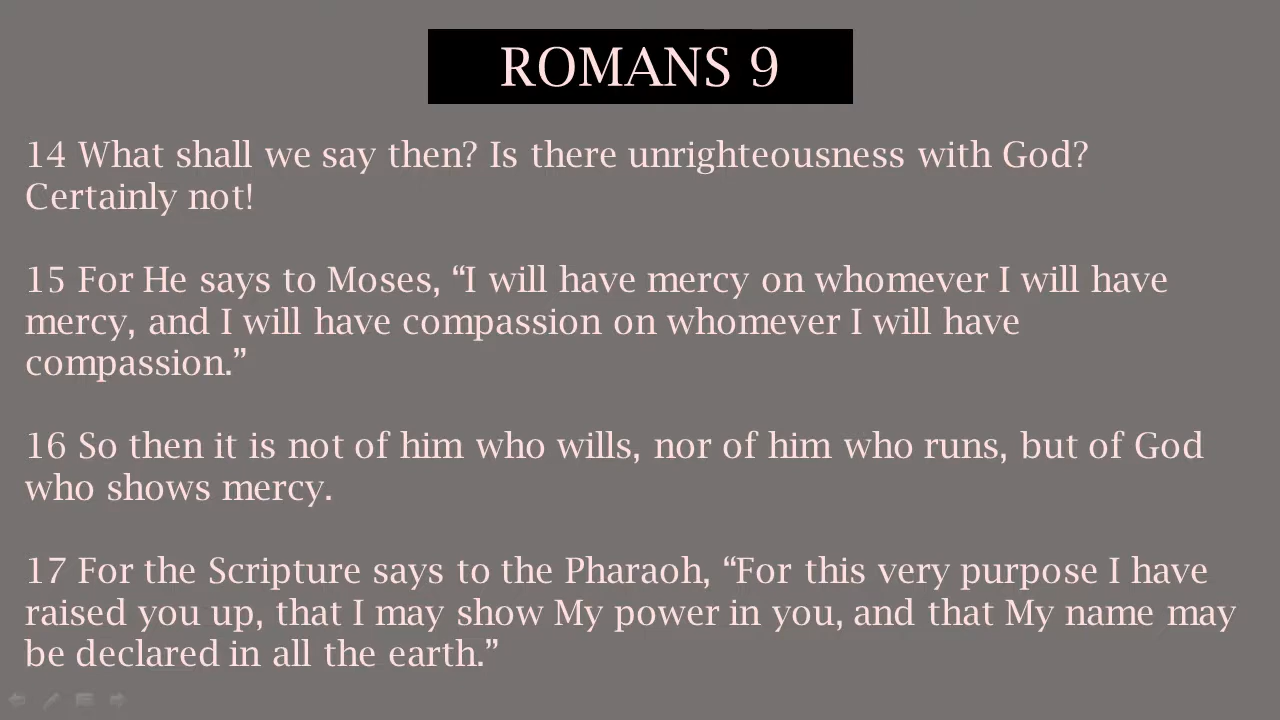 ROMANS 9
14 What shall we say then? Is there unrighteousness with God?
Certainly not!
15 For He says to Moses, “I will have mercy on whomever I will have
mercy, and I will have compassion on whomever I will have
compassion.”
16 So then it is not of him who wills, nor of him who runs, but of God
who shows mercy.
17 For the Scripture says to the Pharaoh, “For this very purpose I have
raised you up, that I may show My power in you, and that My name may
be declared in all the earth.”